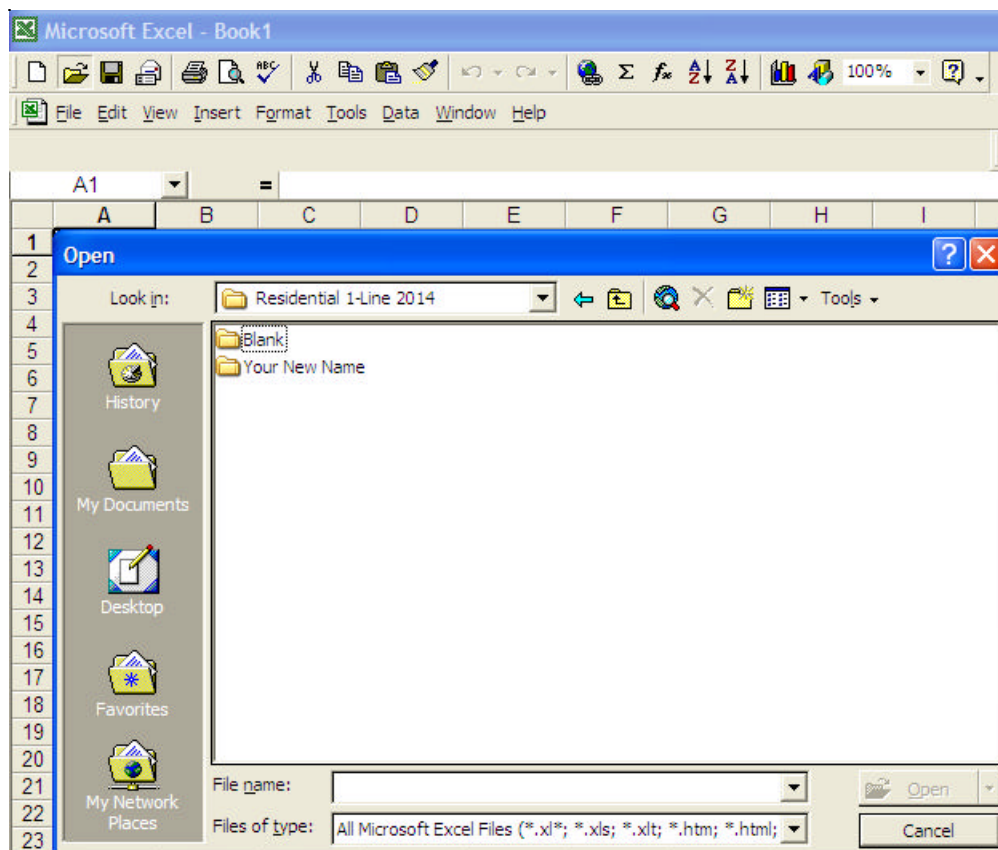 Microsoft Excel - Book1
ABC Σ fx A Z Z A 100% ?
File Edit View Insert Format Tools Data Window Help
A1 =
A B C D E F G H I
1
Open ?
2
3 Look in: Residential 1-Line 2014 Tools
4
Blank
5
Your New Name
6
7 History
8
9
10
My Documents
11
12
13
14
Desktop
15
16
17
18 Favorites
19
20
21 File name: Open
My Network
22
Places Files of type: All Microsoft Excel Files (*.xl*; *.xls; *.xlt; *.htm; *.html; Cancel
23